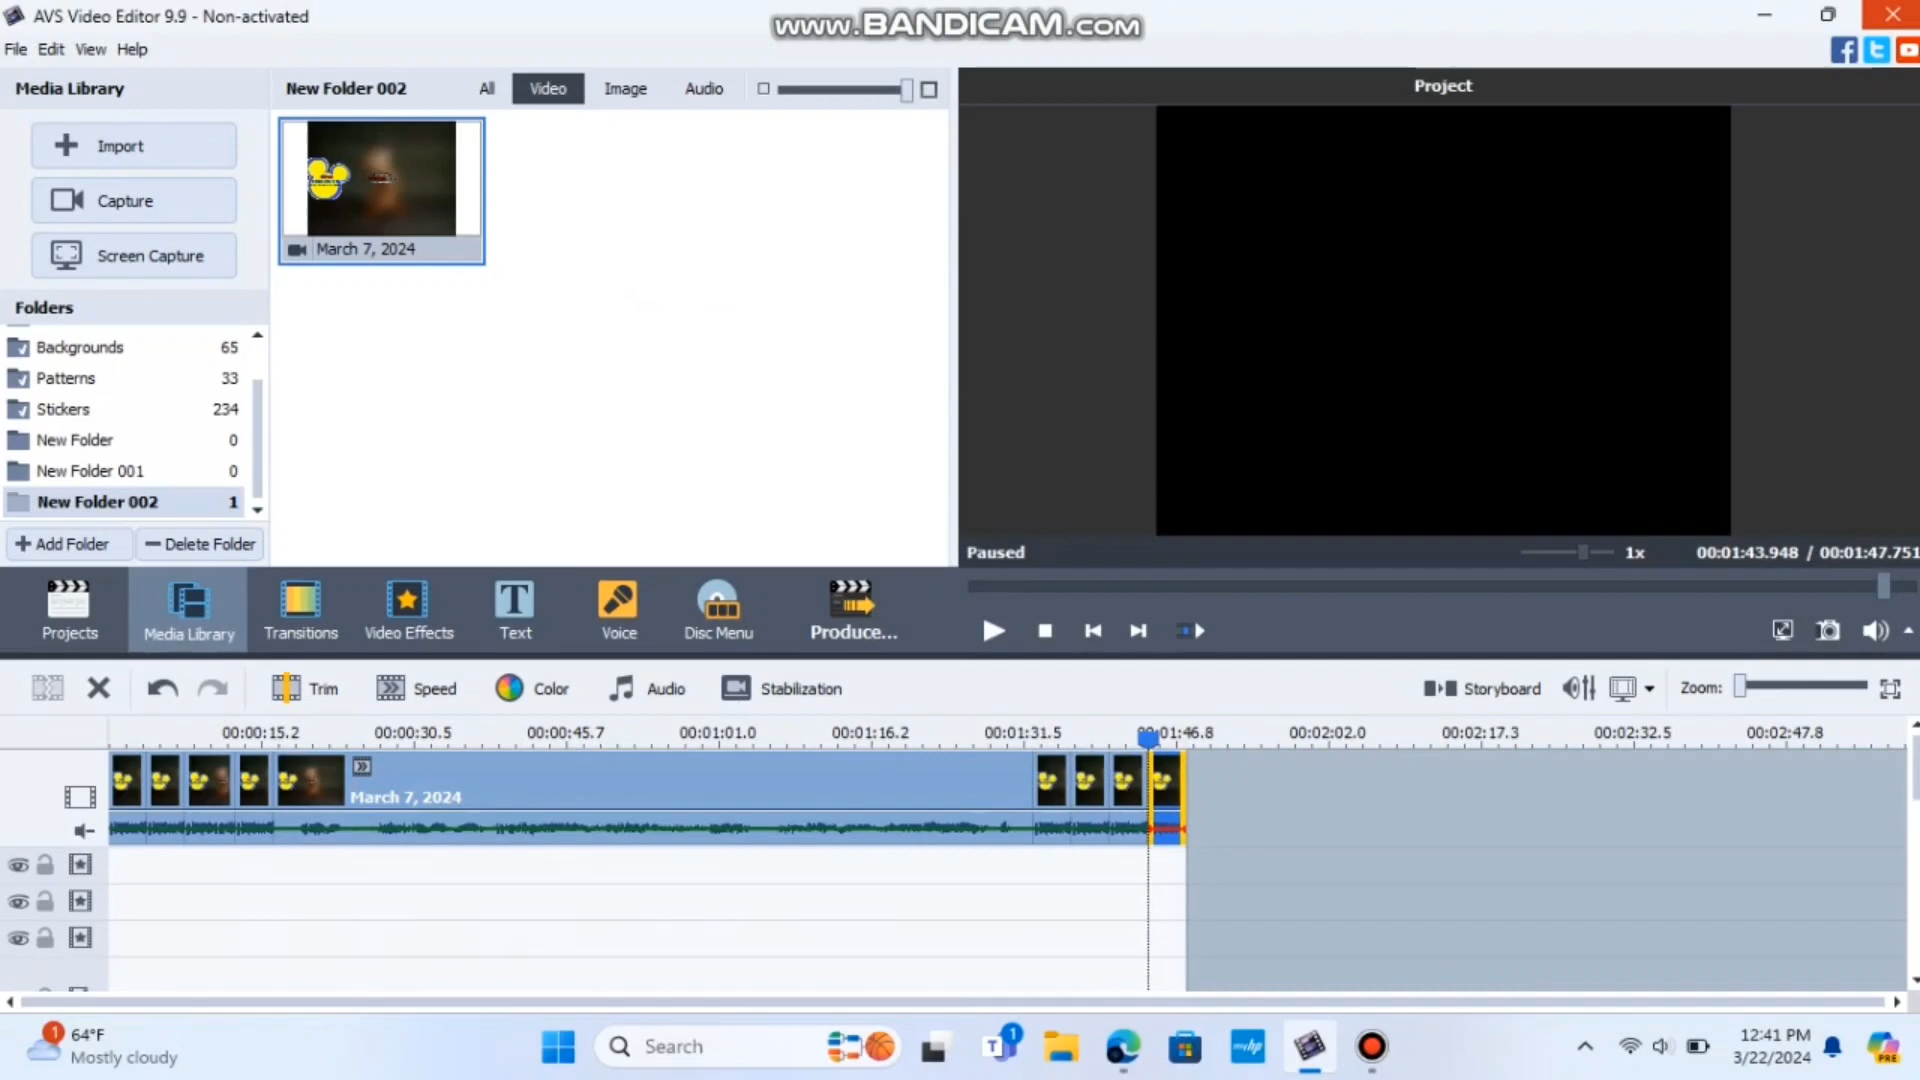 AVS Video Editor 9.9 - Non-activated
www.BANDICAM.com
File Edit View Help
Media Library
New Folder 002
All
Video
Image
Audio
Project
Import
Capture
Screen Capture
March 7, 2024
Folders
Backgrounds 65
Patterns 33
Stickers 234
New Folder 0
New Folder 001 0
New Folder 002 1
Add Folder
Delete Folder
Paused
1x
00:01:43.948 / 00:01:47.751
Projects
Media Library
Transitions
Video Effects
Text
Voice
Disc Menu
Produce...
Trim
Speed
Color
Audio
Stabilization
Storyboard
Zoom:
00:00:15.2
00:00:30.5
00:00:45.7
00:01:01.0
00:01:16.2
00:01:31.5
01:46.8
00:02:02.0
00:02:17.3
00:02:32.5
00:02:47.8
March 7, 2024
1
64°F
Mostly cloudy
Search
1
T
myhp
PRE
12:41 PM
3/22/2024